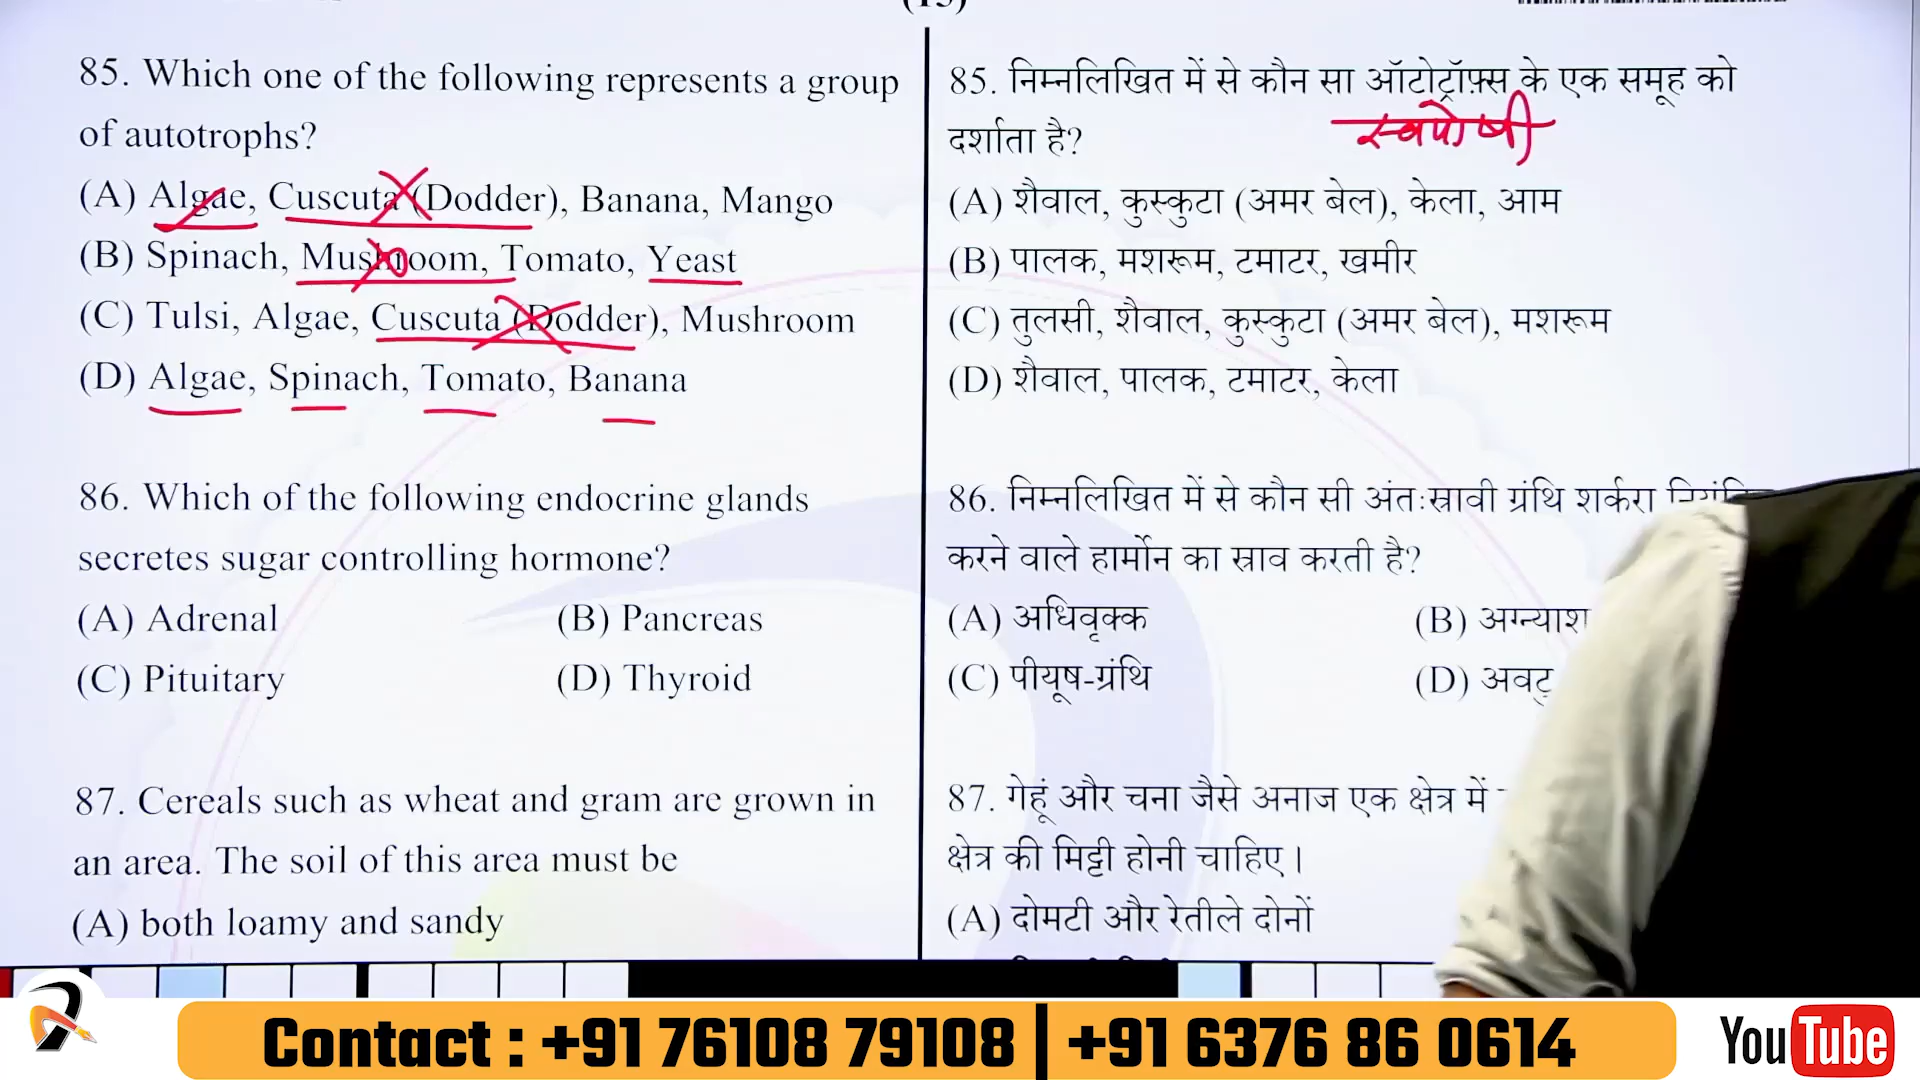 85. Which one of the following represents a group
of autotrophs?
(A) Algae, Cuscuta (Dodder), Banana, Mango
(B) Spinach, Mushroom, Tomato, Yeast
(C) Tulsi, Algae, Cuscuta (Dodder), Mushroom
(D) Algae, Spinach, Tomato, Banana
86. Which of the following endocrine glands
secretes sugar controlling hormone?
(A) Adrenal (B) Pancreas
(C) Pituitary (D) Thyroid
87. Cereals such as wheat and gram are grown in
an area. The soil of this area must be
(A) both loamy and sandy
85. निम्नलिखित में से कौन सा ऑटोट्रॉफ़्स के एक समूह को
स्वपोषी
दर्शाता है?
(A) शैवाल, कुस्कुटा (अमर बेल), केला, आम
(B) पालक, मशरूम, टमाटर, खमीर
(C) तुलसी, शैवाल, कुस्कुटा (अमर बेल), मशरूम
(D) शैवाल, पालक, टमाटर, केला
86. निम्नलिखित में से कौन सी अंतःस्रावी ग्रंथि शर्करा
करने वाले हार्मोन का स्राव करती है?
(A) अधिवृक्क (B)
(C) पीयूष-ग्रंथि (D)
87. गेहूं और चना जैसे अनाज एक क्षेत्र में
क्षेत्र की मिट्टी होनी चाहिए।
(A) दोमटी और रेतीले दोनों
Contact : +91 76108 79108 | +91 6376 86 0614
YouTube